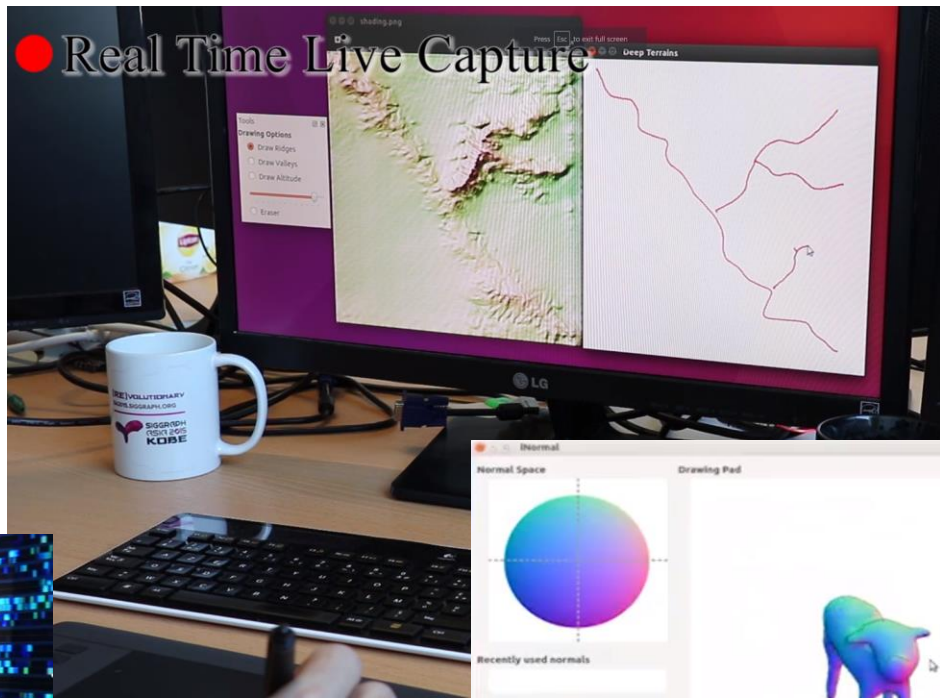 shading.png
Press Esc to exit full screen
Real Time Live Capture
Deep Terrains
Tools
Drawing Options
Draw Ridges
Draw Valleys
Draw Altitude
Eraser
Lipton
LG
[RE]VOLUTIONARY
SIGGRAPH
ASIA 2015
KOBE
iNormal
Normal Space
Drawing Pad
Recently used normals